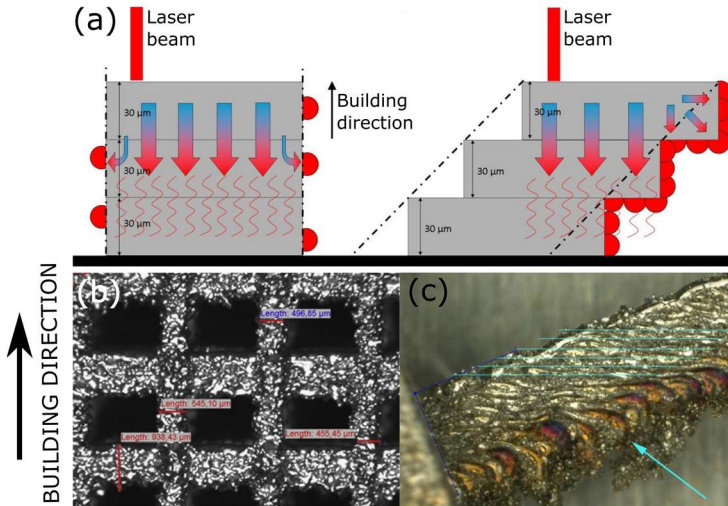 (a)
Laser
beam
Building
direction
30 µm
30 µm
30 µm
Laser
beam
30 µm
30 µm
30 µm
BUILDING DIRECTION
(b)
Length: 496,85 µm
Length: 545,10 µm
Length: 938,43 µm
Length: 455,45 µm
(c)